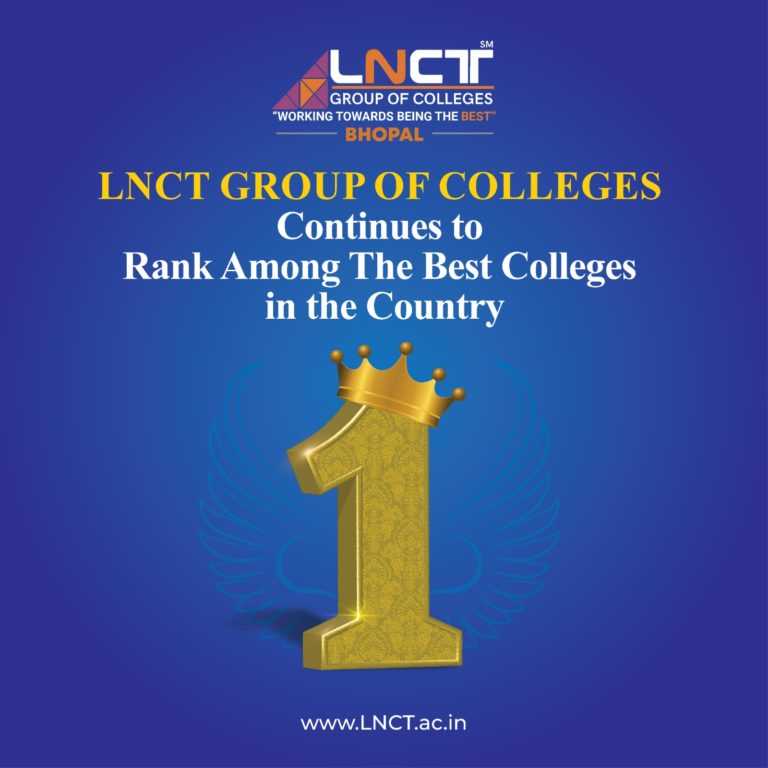 LNCT SM
GROUP OF COLLEGES
"WORKING TOWARDS BEING THE BEST"
BHOPAL
LNCT GROUP OF COLLEGES
Continues to
Rank Among The Best Colleges
in the Country
1
www.LNCT.ac.in